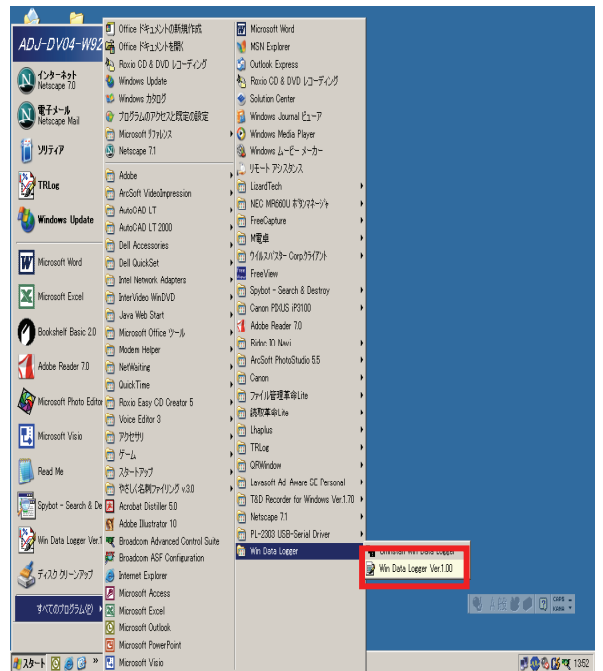 ADJ-DV04-W92
インターネット
Netscape 7.0
電子メール
Netscape Mail
ソリティア
TRLog
Windows Update
Microsoft Word
Microsoft Excel
Bookshelf Basic 2.0
Adobe Reader 7.0
Microsoft Photo Editor
Microsoft Visio
Read Me
Spybot - Search & De
Win Data Logger Ver.1
ディスク クリーンアップ
すべてのプログラム(P)
Office ドキュメントの新規作成
Office ドキュメントを開く
Roxio CD & DVD レコーディング
Windows Update
Windows カタログ
プログラムのアクセスと既定の設定
Microsoft リファレンス
Netscape 7.1
Adobe
ArcSoft VideoImpression
AutoCAD LT
AutoCAD LT 2000
Dell Accessories
Dell QuickSet
Intel Network Adapters
InterVideo WinDVD
Java Web Start
Microsoft Office ツール
Modem Helper
NetWaiting
QuickTime
Roxio Easy CD Creator 5
Voice Editor 3
アクセサリ
ゲーム
スタートアップ
やさしく名刺ファイリング v.3.0
Acrobat Distiller 5.0
Adobe Illustrator 10
Broadcom Advanced Control Suite
Broadcom ASF Configuration
Internet Explorer
Microsoft Access
Microsoft Excel
Microsoft Outlook
Microsoft PowerPoint
Microsoft Visio
Microsoft Word
MSN Explorer
Outlook Express
Roxio CD & DVD レコーディング
Solution Center
Windows Journal ビューア
Windows Media Player
Windows ムービー メーカー
リモート アシスタンス
LizardTech
NEC MR660U ボタンマネージャ
FreeCapture
M電卓
ウイルスバスター Corp.クライアント
FreeView
Spybot - Search & Destroy
Canon PIXUS iP3100
Adobe Reader 7.0
Ridoc IO Navi
ArcSoft PhotoStudio 5.5
Canon
ファイル管理革命Lite
読取革命Lite
Lhaplus
TRLog
QRWindow
Lavasoft Ad-Aware SE Personal
T&D Recorder for Windows Ver.1.70
Netscape 7.1
PL-2303 USB-Serial Driver
Win Data Logger
Uninstall Win Data Logger
Win Data Logger Ver.1.00
A 般
CAPS
KANA
スタート
»
13:52